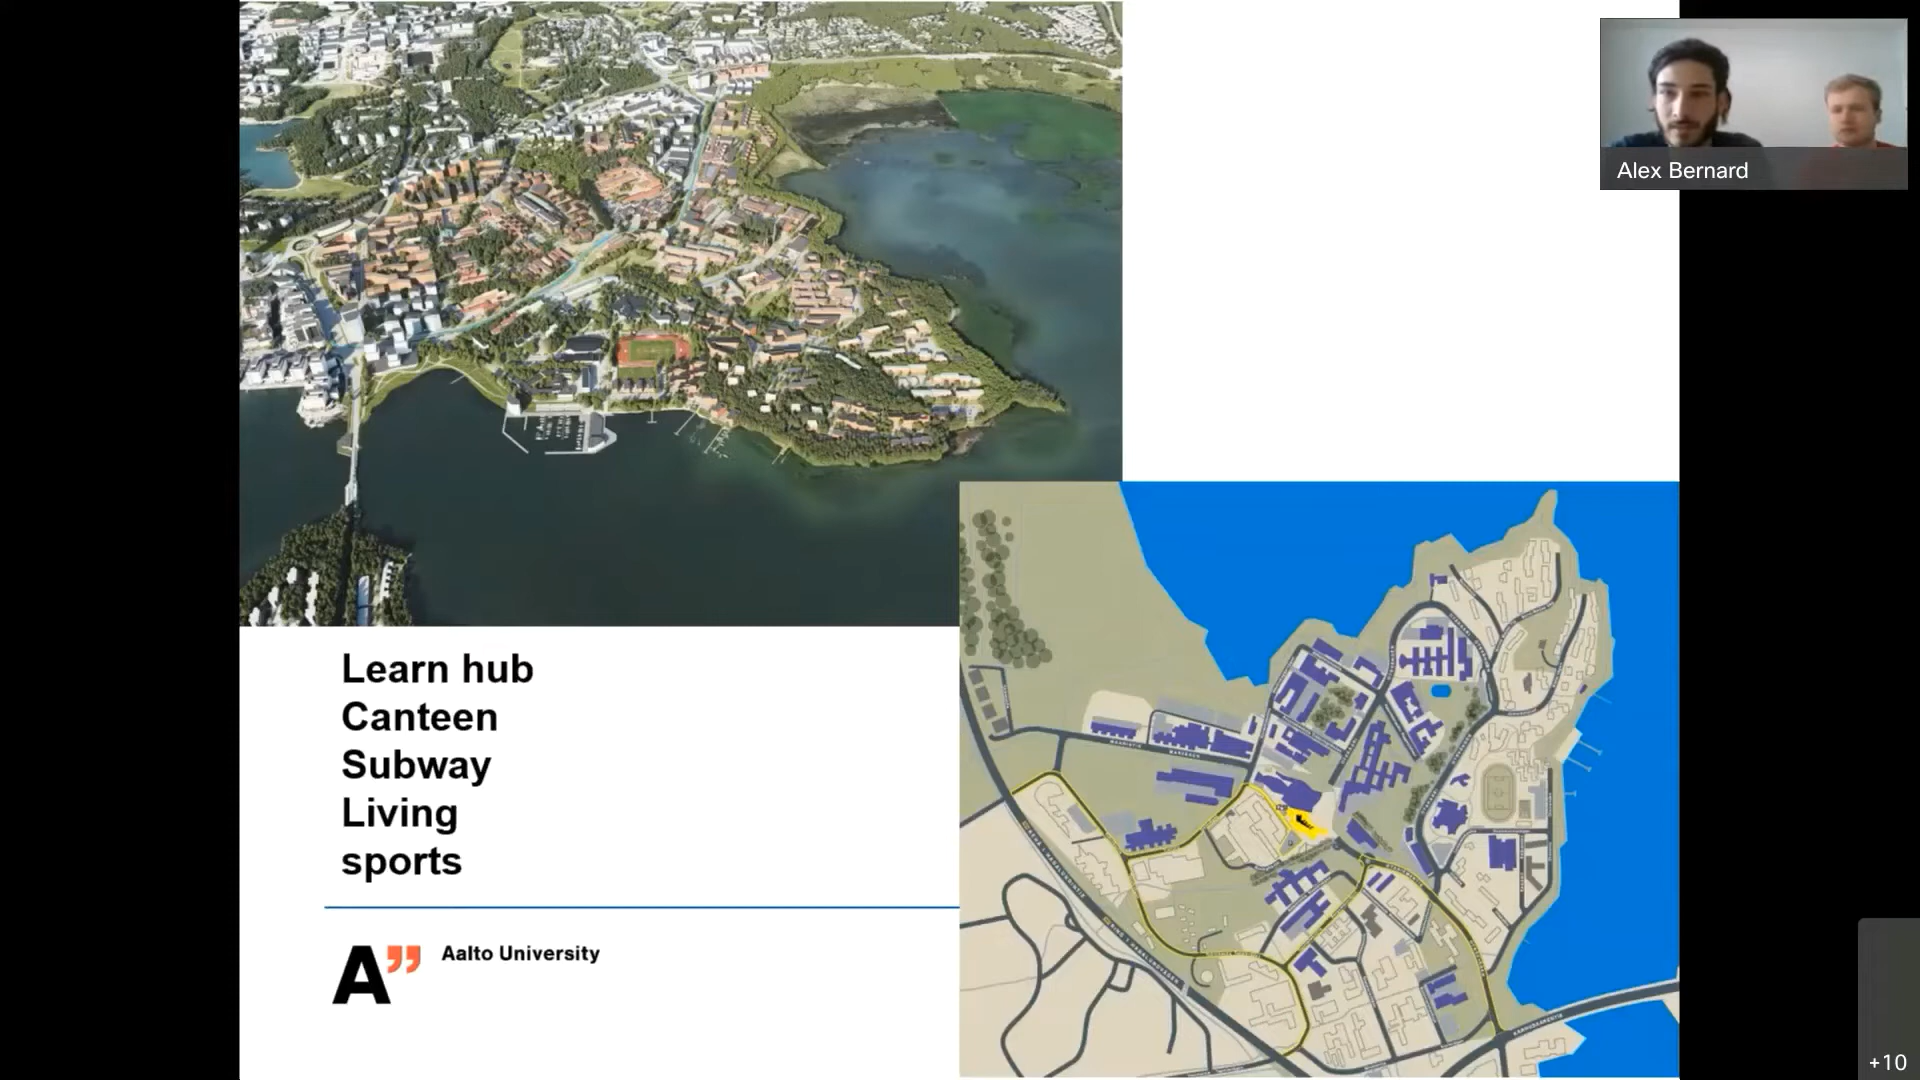 Alex Bernard
Learn hub
Canteen
Subway
Living
sports
A”
Aalto University
+10